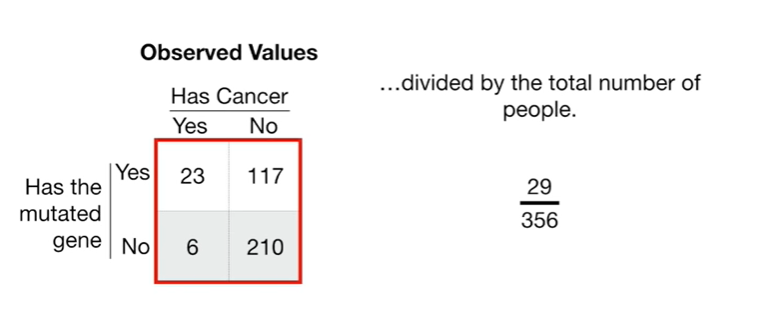 Observed Values
Has Cancer
Yes No
Has the
mutated
gene
Yes 23 117
No 6 210
…divided by the total number of
people.
29
356